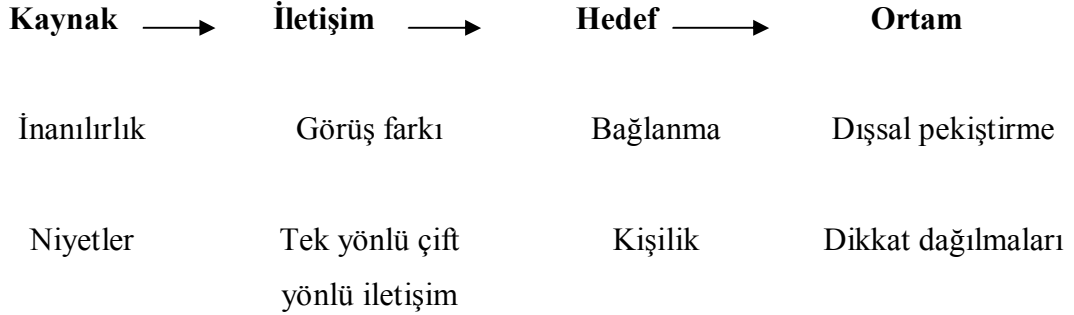 Kaynak İletişim Hedef Ortam
İnanılırlık Görüş farkı Bağlanma Dışsal pekiştirme
Niyetler Tek yönlü çift Kişilik Dikkat dağılmaları
yönlü iletişim